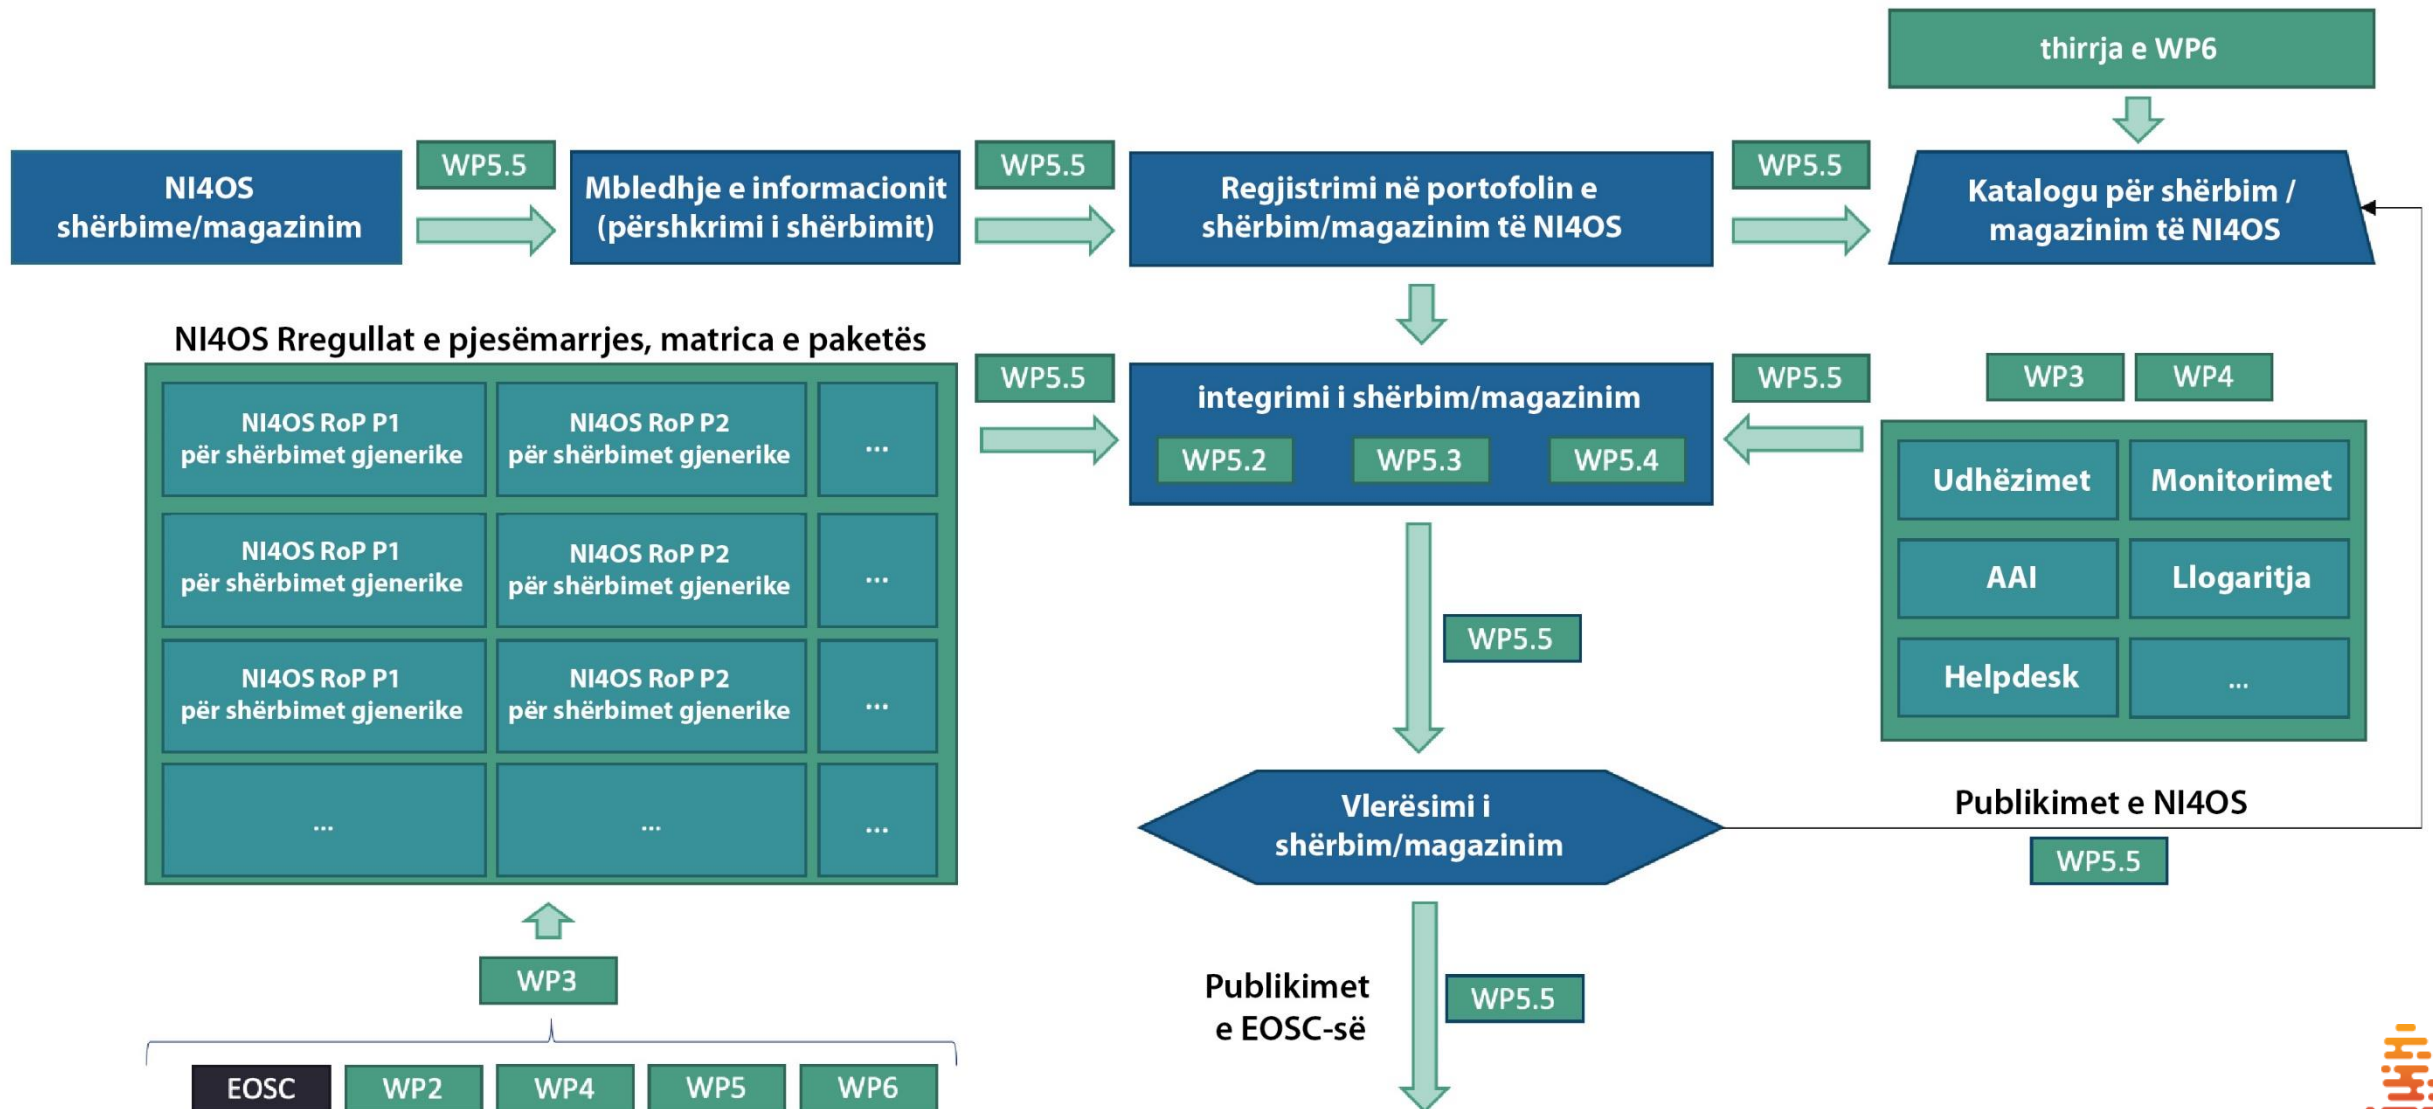 thirrja e WP6
NI4OS
shërbime/magazinim
WP5.5
Mbledhje e informacionit
(përshkrimi i shërbimit)
WP5.5
Regjistrimi në portofolin e
shërbim/magazinim të NI4OS
WP5.5
Katalogu për shërbim /
magazinim të NI4OS
NI4OS Rregullat e pjesëmarrjes, matrica e paketës
NI4OS RoP P1
për shërbimet gjenerike
NI4OS RoP P2
për shërbimet gjenerike
...
NI4OS RoP P1
për shërbimet gjenerike
NI4OS RoP P2
për shërbimet gjenerike
...
NI4OS RoP P1
për shërbimet gjenerike
NI4OS RoP P2
për shërbimet gjenerike
...
...
...
...
WP3
EOSC
WP2
WP4
WP5
WP6
WP5.5
integrimi i shërbim/magazinim
WP5.2
WP5.3
WP5.4
WP5.5
WP3
WP4
Udhëzimet
Monitorimet
AAI
Llogaritja
Helpdesk
...
WP5.5
Vlerësimi i
shërbim/magazinim
Publikimet e NI4OS
WP5.5
Publikimet
e EOSC-së
WP5.5